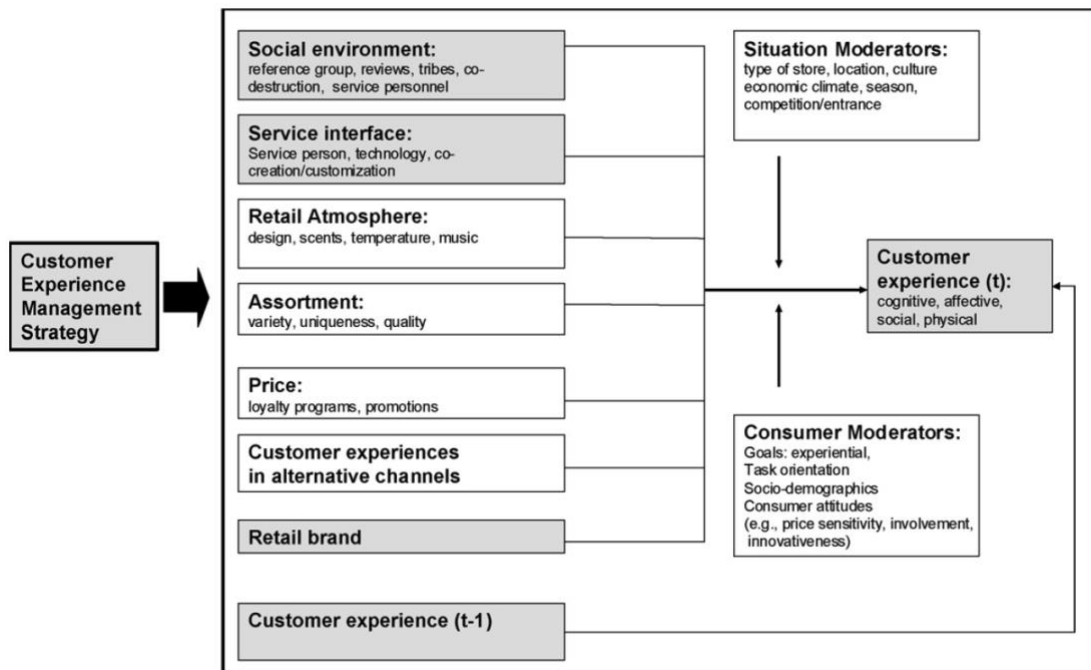 Customer
Experience
Management
Strategy
Social environment:
reference group, reviews, tribes, co-
destruction, service personnel
Service interface:
Service person, technology, co-
creation/customization
Retail Atmosphere:
design, scents, temperature, music
Assortment:
variety, uniqueness, quality
Price:
loyalty programs, promotions
Customer experiences
in alternative channels
Retail brand
Customer experience (t-1)
Situation Moderators:
type of store, location, culture
economic climate, season,
competition/entrance
Customer
experience (t):
cognitive, affective,
social, physical
Consumer Moderators:
Goals: experiential,
Task orientation
Socio-demographics
Consumer attitudes
(e.g., price sensitivity, involvement,
innovativeness)